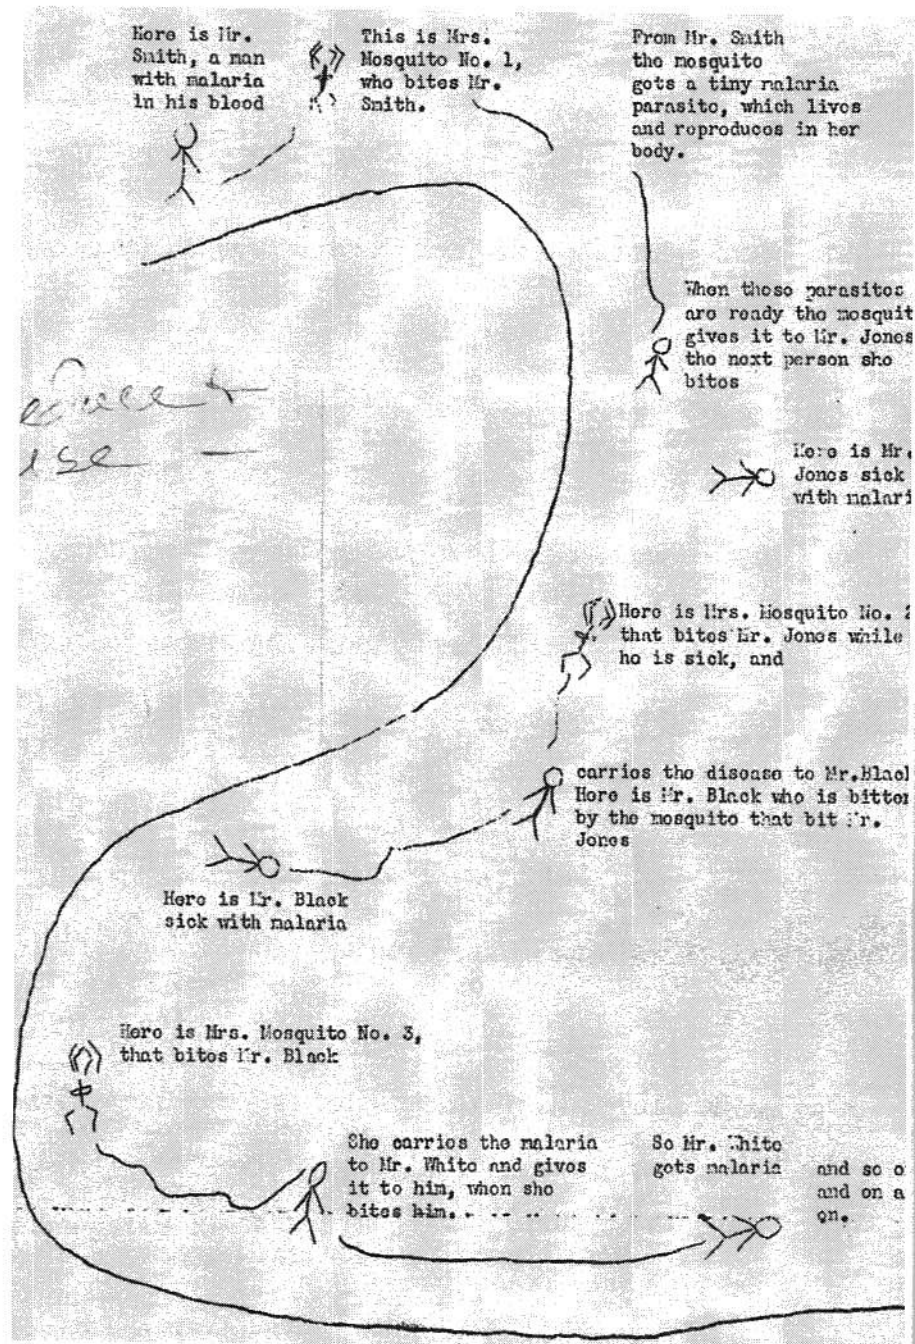 Here is Mr.
Smith, a man
with malaria
in his blood
This is Mrs.
Mosquito No. 1,
who bites Mr.
Smith.
From Mr. Smith
the mosquito
gets a tiny malaria
parasite, which lives
and reproduces in her
body.
When these parasites
are ready the mosquit
gives it to Mr. Jones
the next person she
bites
Here is Mr.
Jones sick
with malari
Here is Mrs. Mosquito No. 2
that bites Mr. Jones while
he is sick, and
carries the disease to Mr.Blac
Here is Mr. Black who is bitten
by the mosquito that bit Mr.
Jones
Here is Mr. Black
sick with malaria
Here is Mrs. Mosquito No. 3,
that bites Mr. Black
She carries the malaria
to Mr. White and gives
it to him, when she
bites him.
So Mr. White
gets malaria
and so o
and on a
on.